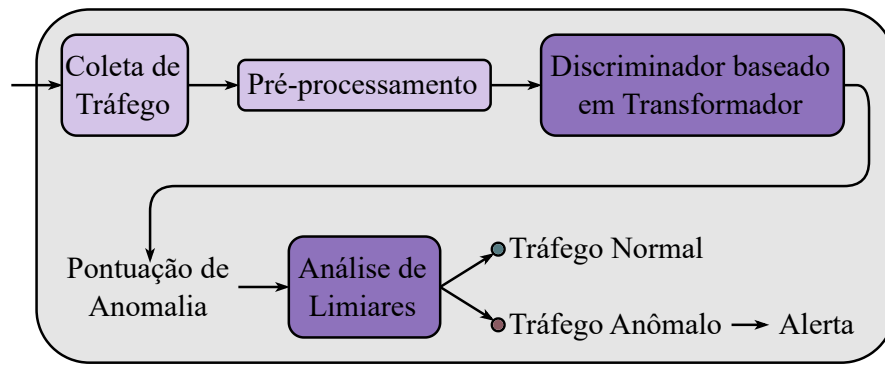 Coleta de
Tráfego
Pré-processamento
Discriminador baseado
em Transformador
Pontuação de
Anomalia
Análise de
Limiares
Tráfego Normal
Tráfego Anômalo
Alerta